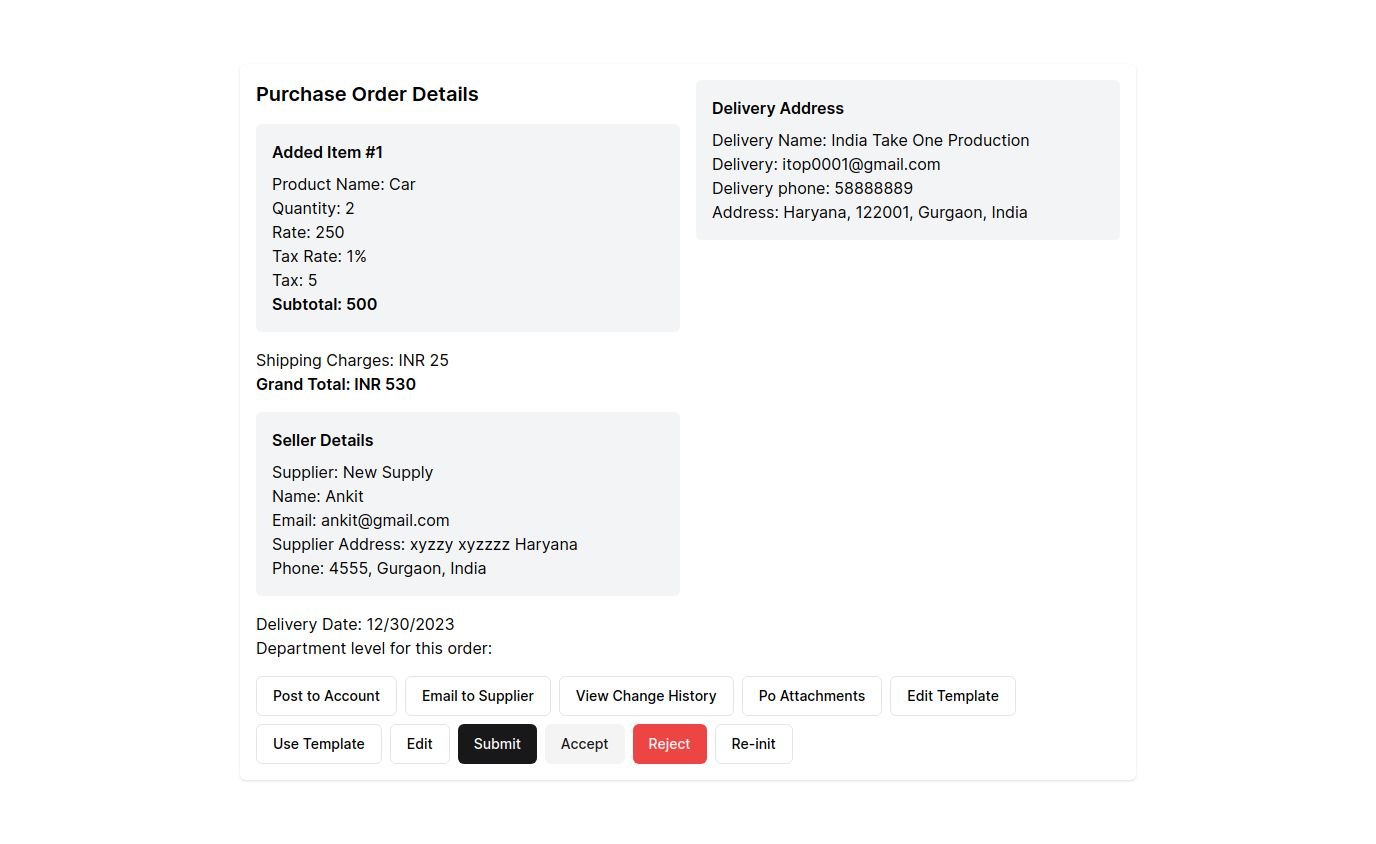 Purchase Order Details
Added Item #1
Product Name: Car
Quantity: 2
Rate: 250
Tax Rate: 1%
Tax: 5
Subtotal: 500
Shipping Charges: INR 25
Grand Total: INR 530
Seller Details
Supplier: New Supply
Name: Ankit
Email: ankit@gmail.com
Supplier Address: xyzzy xyzzzz Haryana
Phone: 4555, Gurgaon, India
Delivery Date: 12/30/2023
Department level for this order:
Delivery Address
Delivery Name: India Take One Production
Delivery: itop0001@gmail.com
Delivery phone: 58888889
Address: Haryana, 122001, Gurgaon, India
Post to Account Email to Supplier View Change History Po Attachments Edit Template
Use Template Edit Submit Accept Reject Re-init